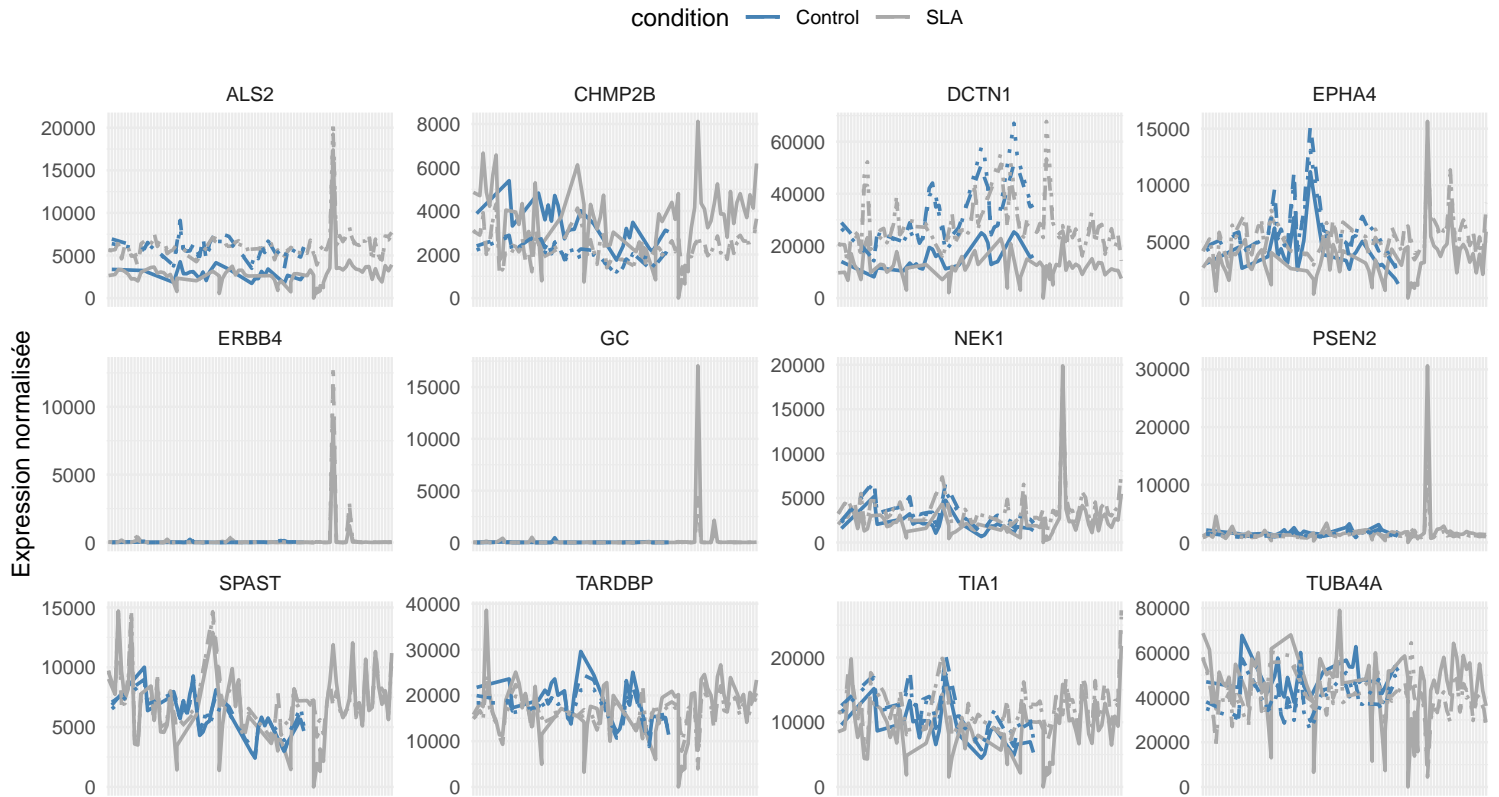 condition Control SLA
ALS2 CHMP2B DCTN1 EPHA4
20000 15000 10000 5000 0
8000 6000 4000 2000 0
60000 40000 20000 0
15000 10000 5000 0
Expression normalisée
ERBB4 GC NEK1 PSEN2
10000 5000 0
15000 10000 5000 0
20000 15000 10000 5000 0
30000 20000 10000 0
SPAST TARDBP TIA1 TUBA4A
15000 10000 5000 0
40000 30000 20000 10000 0
20000 10000 0
80000 60000 40000 20000 0